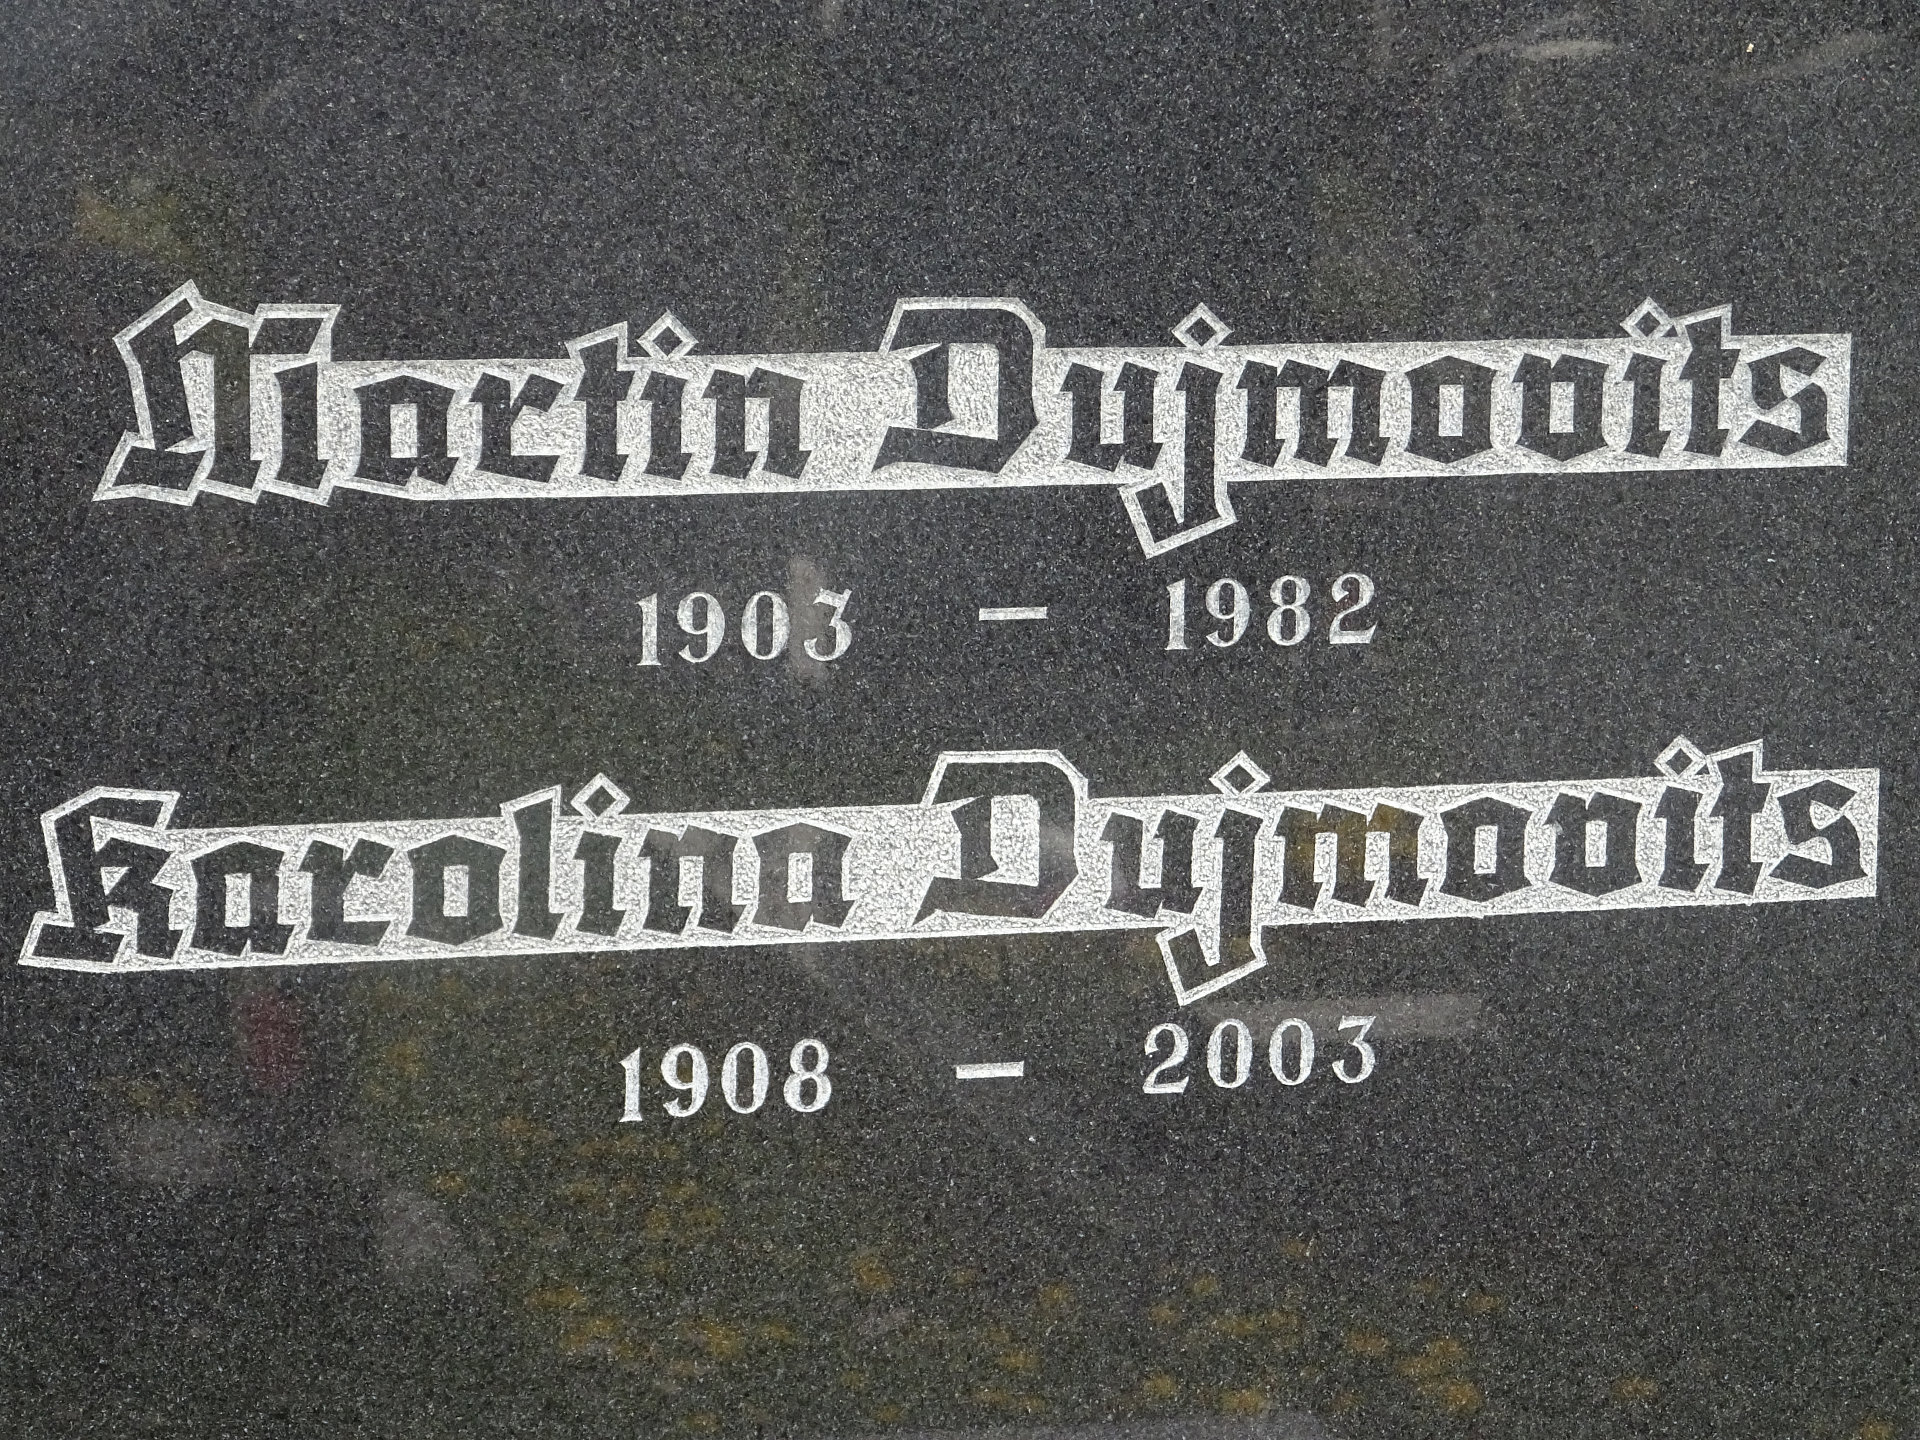 Martin Dujmovits
1903 – 1982
Karolina Dujmovits
1908 – 2003